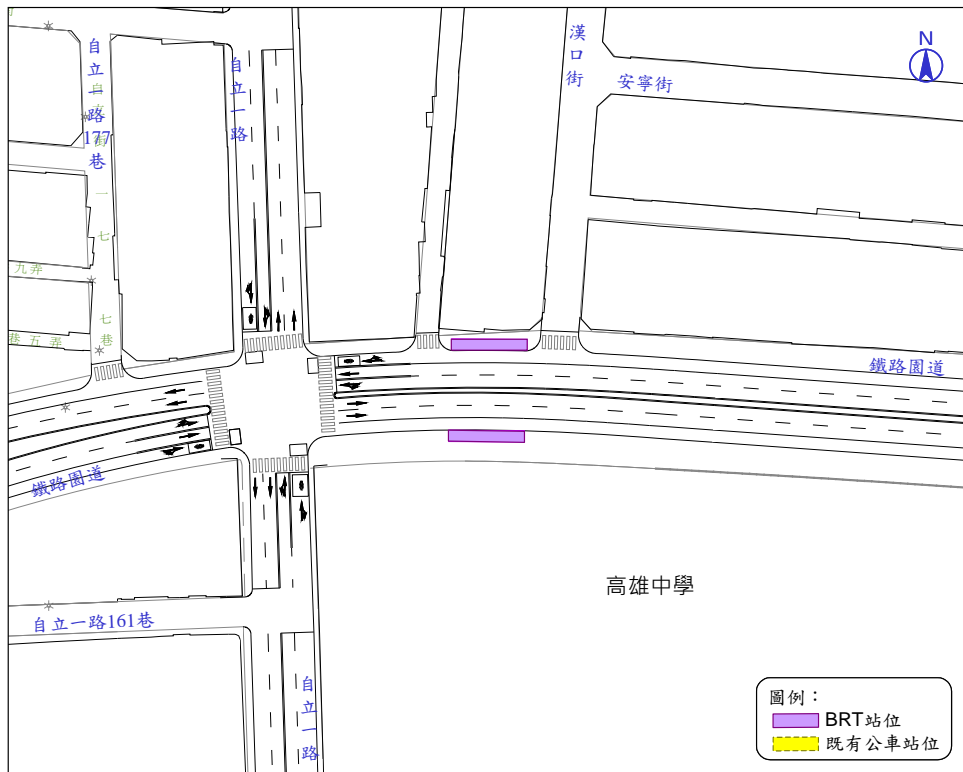 自立一路177巷
自立一路
漢口街
安寧街
N
一七七巷
九弄
巷五弄
鐵路園道
鐵路園道
高雄中學
自立一路161巷
自立一路
圖例：
BRT站位
既有公車站位